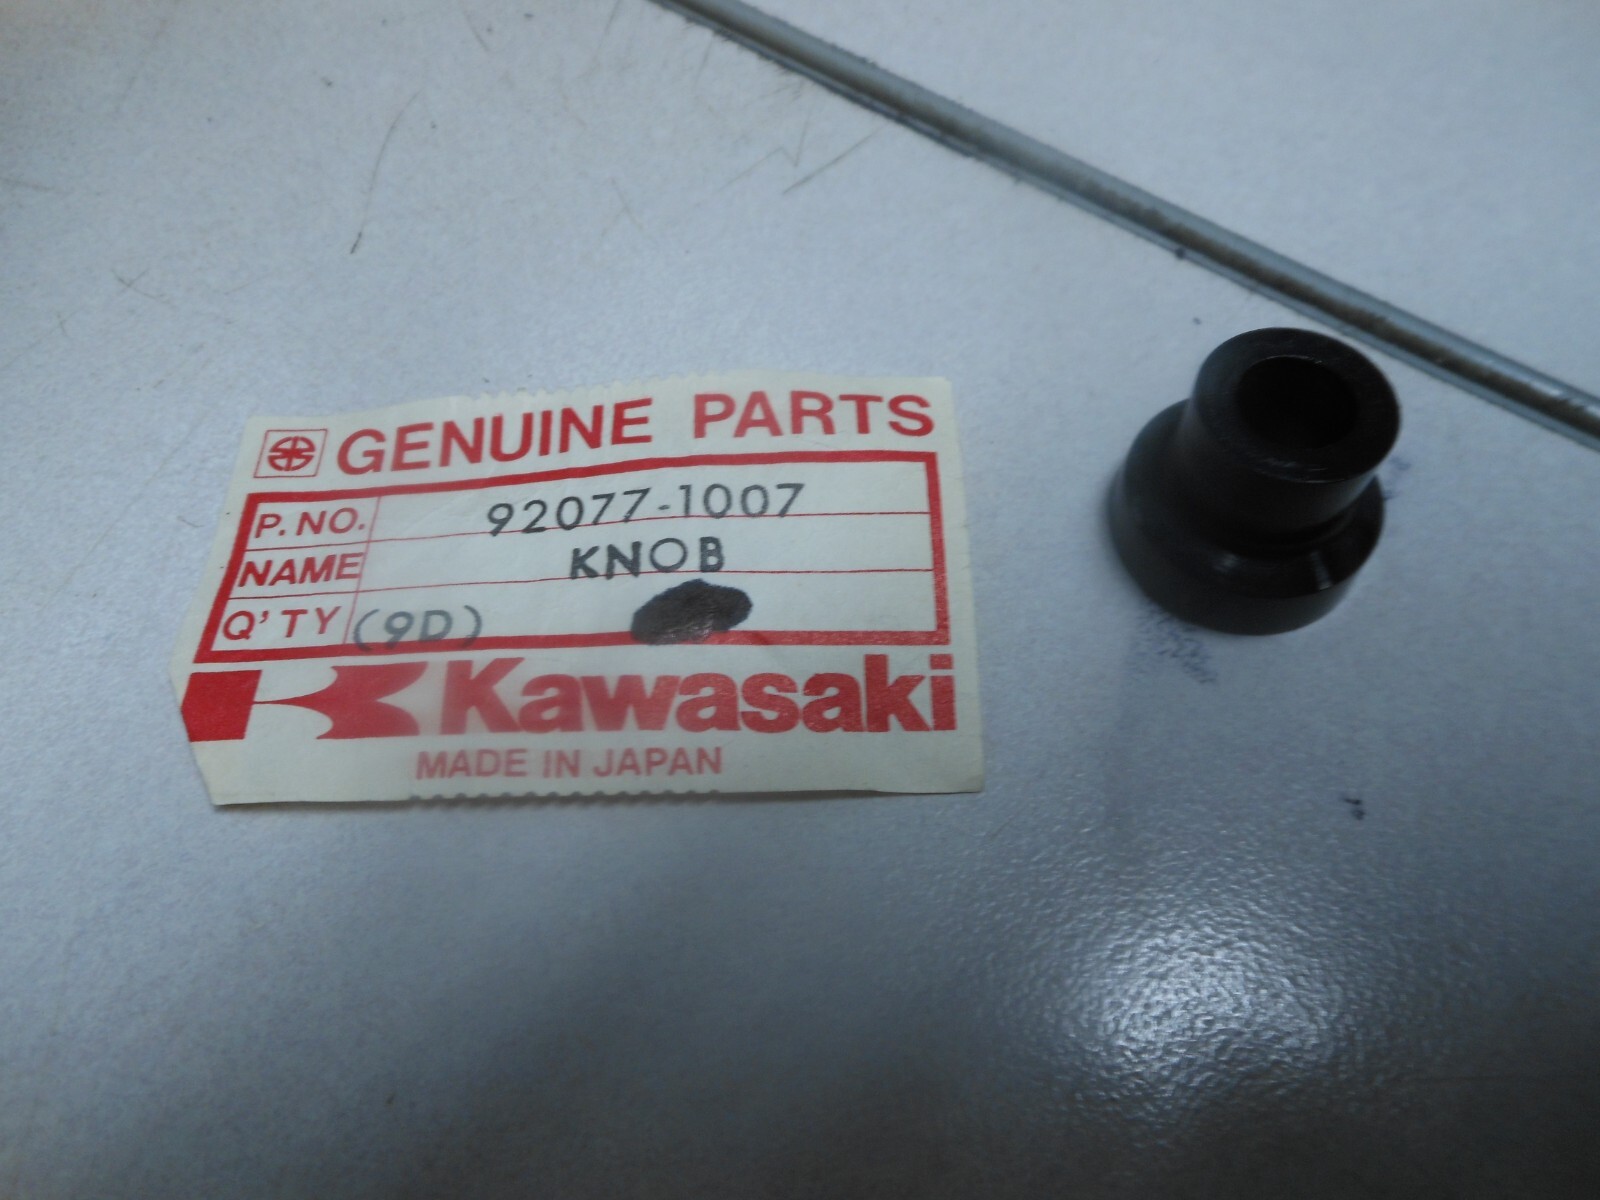 GENUINE PARTS
P.NO. 92077-1007
NAME KNOB
Q'TY (9D)
Kawasaki
MADE IN JAPAN